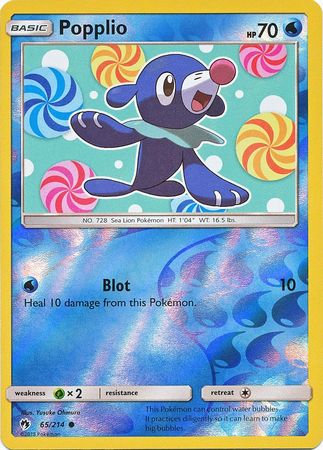 BASIC Popplio HP 70
NO. 728 Sea Lion Pokémon HT: 1'04" WT: 16.5 lbs.
Blot 10
Heal 10 damage from this Pokémon.
weakness ×2 resistance retreat
Illus. Yusuke Ohmura
65/214
©2018 Pokémon
This Pokémon can control water bubbles.
It practices diligently so it can learn to make
big bubbles.